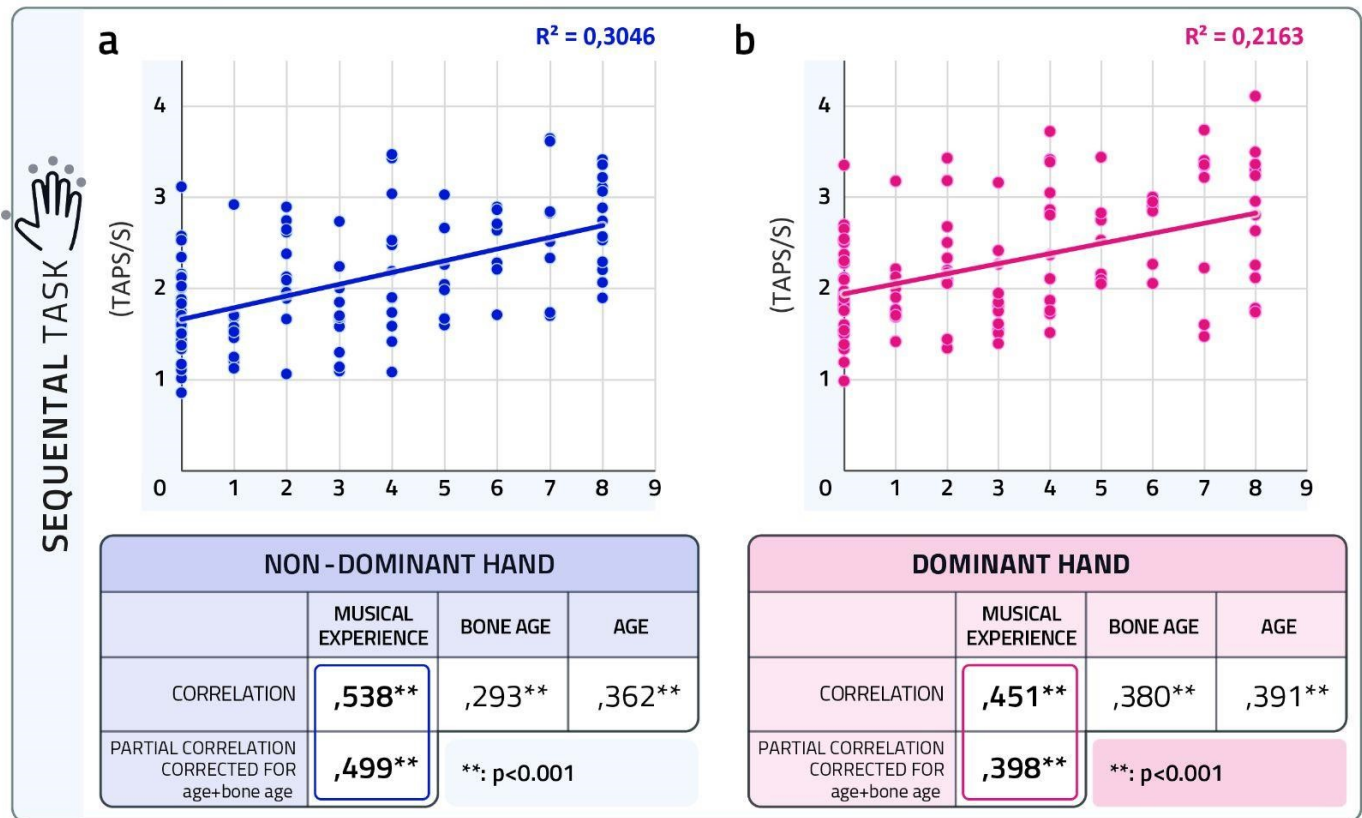 SEQUENTAL TASK
a
R² = 0,3046
(TAPS/S)
4
3
2
1
0 1 2 3 4 5 6 7 8 9
b
R² = 0,2163
(TAPS/S)
4
3
2
1
0 1 2 3 4 5 6 7 8 9
NON-DOMINANT HAND
MUSICAL
EXPERIENCE
BONE AGE
AGE
CORRELATION
,538** ,293** ,362**
PARTIAL CORRELATION
CORRECTED FOR
age+bone age
,499**
**: p<0.001
DOMINANT HAND
MUSICAL
EXPERIENCE
BONE AGE
AGE
CORRELATION
,451** ,380** ,391**
PARTIAL CORRELATION
CORRECTED FOR
age+bone age
,398**
**: p<0.001